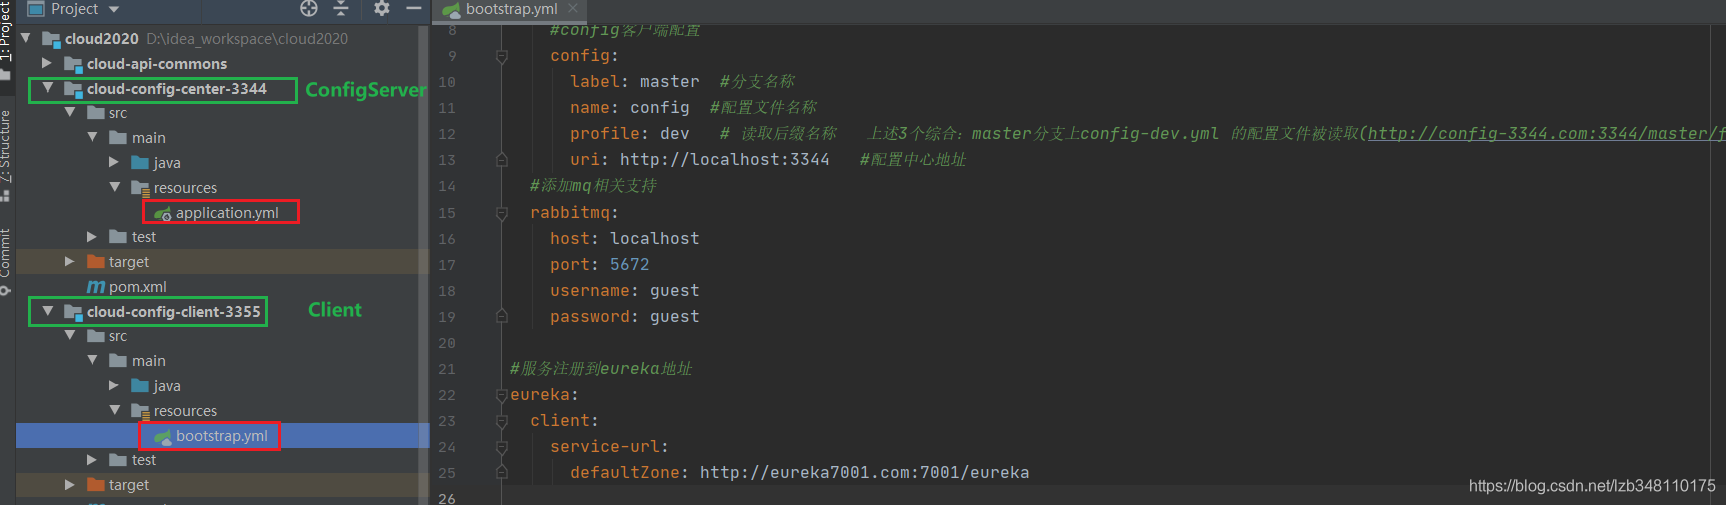 Project
bootstrap.yml
1: Project
Z: Structure
Commit
cloud2020 D:\idea_workspace\cloud2020
cloud-api-commons
cloud-config-center-3344 ConfigServer
src
main
java
resources
application.yml
test
target
pom.xml
cloud-config-client-3355 Client
src
main
java
resources
bootstrap.yml
test
target
8 #config客户端配置
9 config:
10 label: master #分支名称
11 name: config #配置文件名称
12 profile: dev # 读取后缀名称 上述3个综合：master分支上config-dev.yml 的配置文件被读取(http://config-3344.com:3344/master/f
13 uri: http://localhost:3344 #配置中心地址
14 #添加mq相关支持
15 rabbitmq:
16 host: localhost
17 port: 5672
18 username: guest
19 password: guest
20
21 #服务注册到eureka地址
22 eureka:
23 client:
24 service-url:
25 defaultZone: http://eureka7001.com:7001/eureka
26
https://blog.csdn.net/lzb348110175